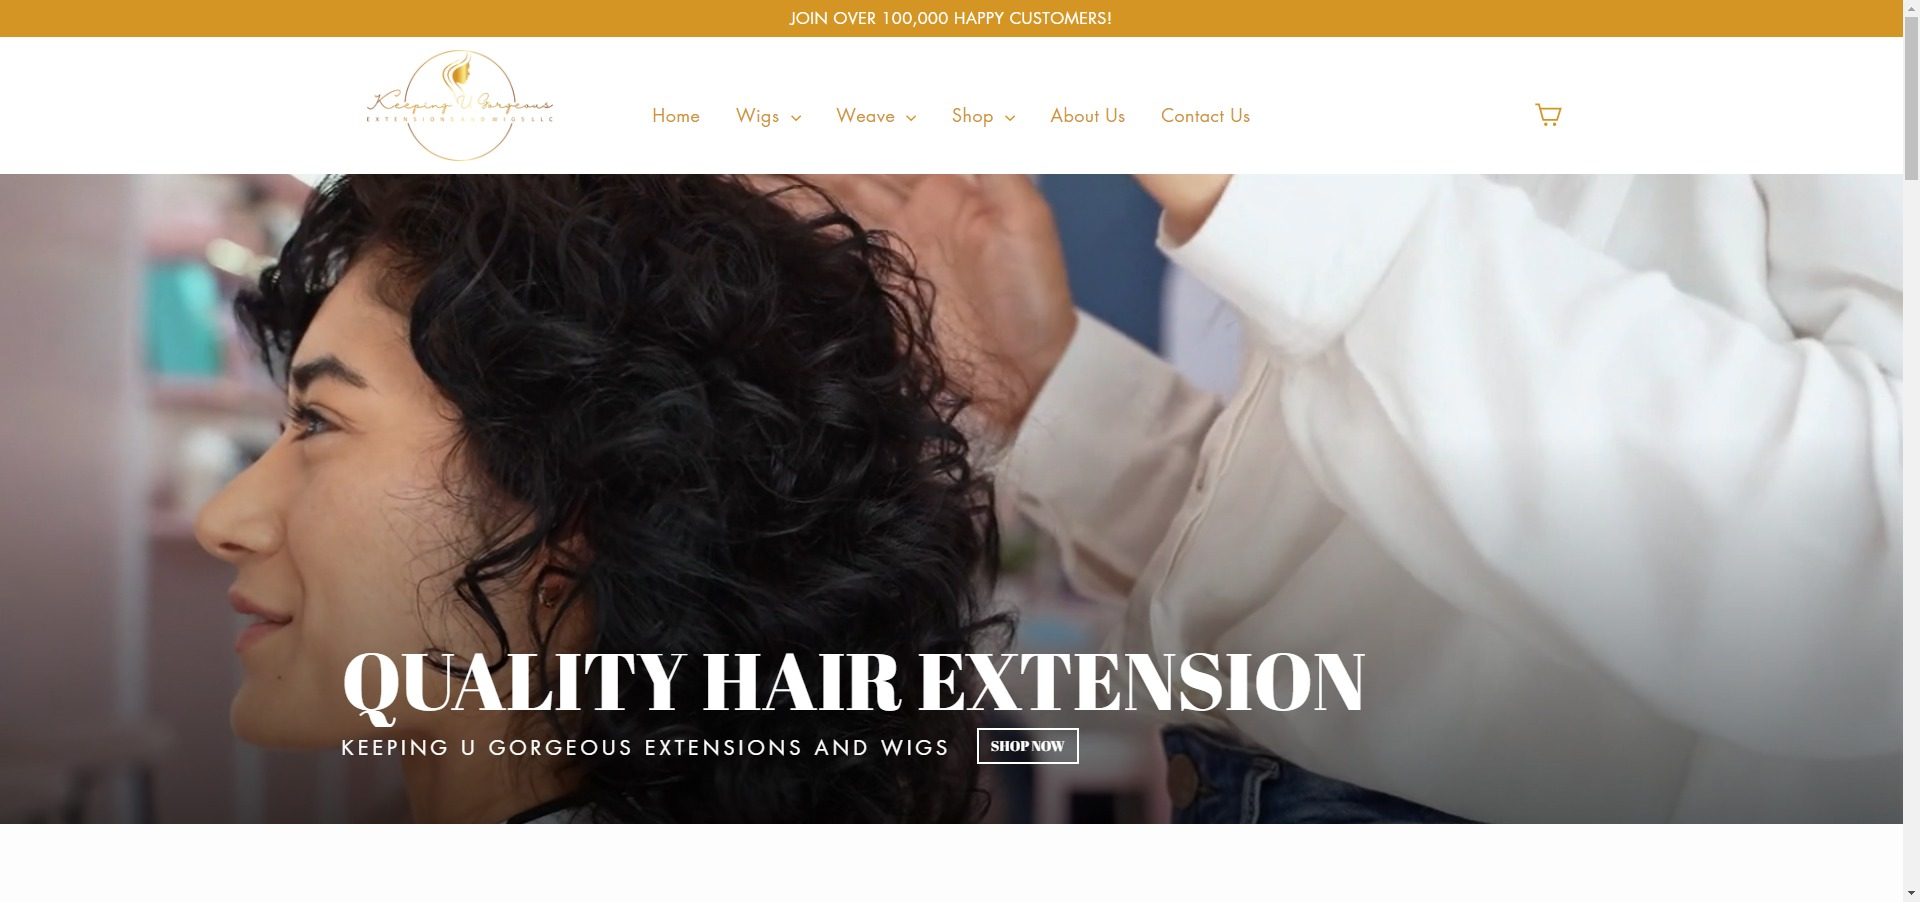 JOIN OVER 100,000 HAPPY CUSTOMERS!
Keeping U Gorgeous
EXTENSIONS AND WIGS LLC
Home Wigs Weave Shop About Us Contact Us
QUALITY HAIR EXTENSION
KEEPING U GORGEOUS EXTENSIONS AND WIGS SHOP NOW